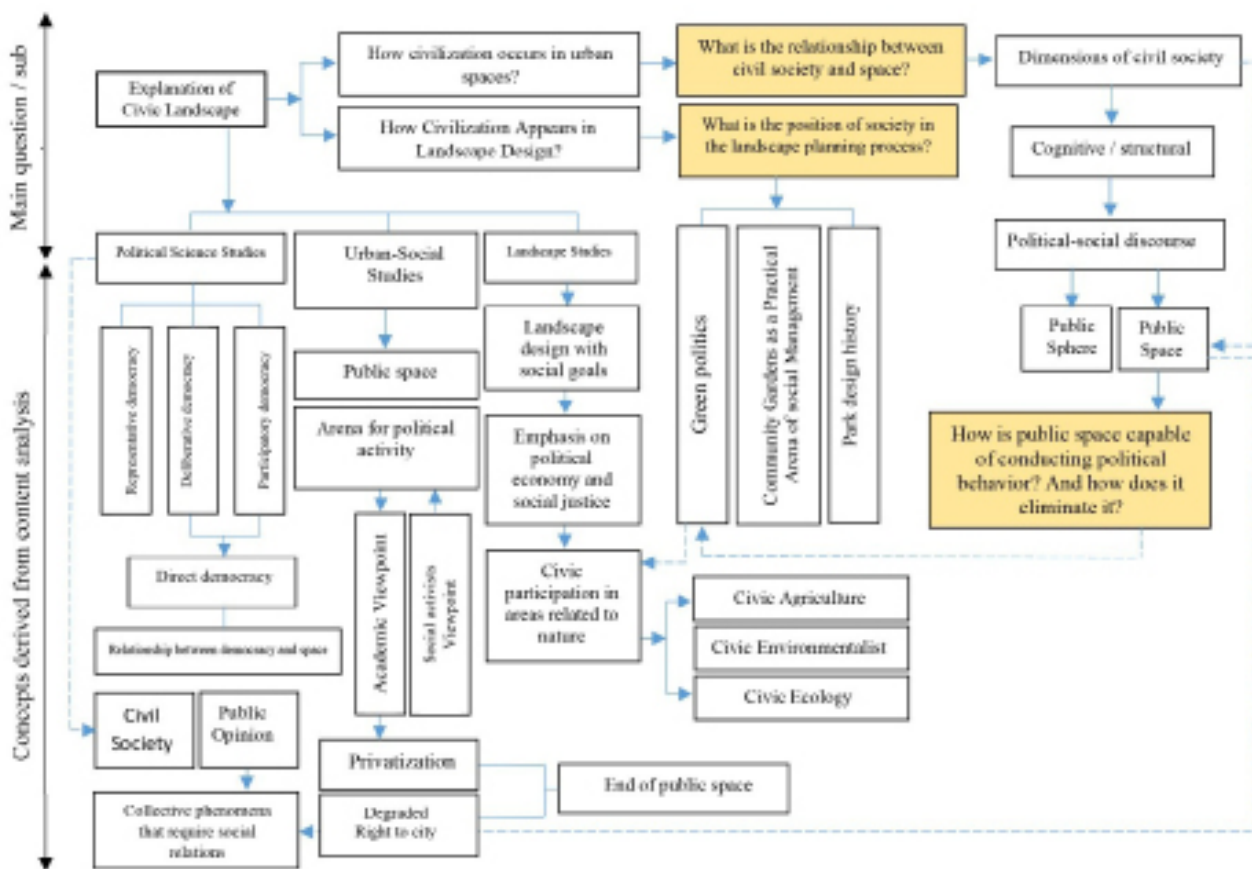 Main question / sub
Concepts derived from content analysis
Explanation of
Civic Landscape
How civilization occurs in urban
spaces?
How Civilization Appears in
Landscape Design?
What is the relationship between
civil society and space?
What is the position of society in
the landscape planning process?
Dimensions of civil society
Cognitive / structural
Political-social discourse
Public
Sphere
Public
Space
How is public space capable
of conducting political
behavior? And how does it
eliminate it?
Political Science Studies
Urban-Social
Studies
Landscape Studies
Representative democracy
Deliberative democracy
Participatory democracy
Direct democracy
Relationship between democracy and space
Public space
Arena for political
activity
Academic Viewpoint
Social activists
Viewpoint
Landscape
design with
social goals
Emphasis on
political
economy and
social justice
Civic
participation in
areas related to
nature
Green politics
Community Gardens as a Practical
Arena of social Management
Park design history
Civic Agriculture
Civic Environmentalist
Civic Ecology
Civil
Society
Public
Opinion
Collective phenomena
that require social
relations
Privatization
Degraded
Right to city
End of public space